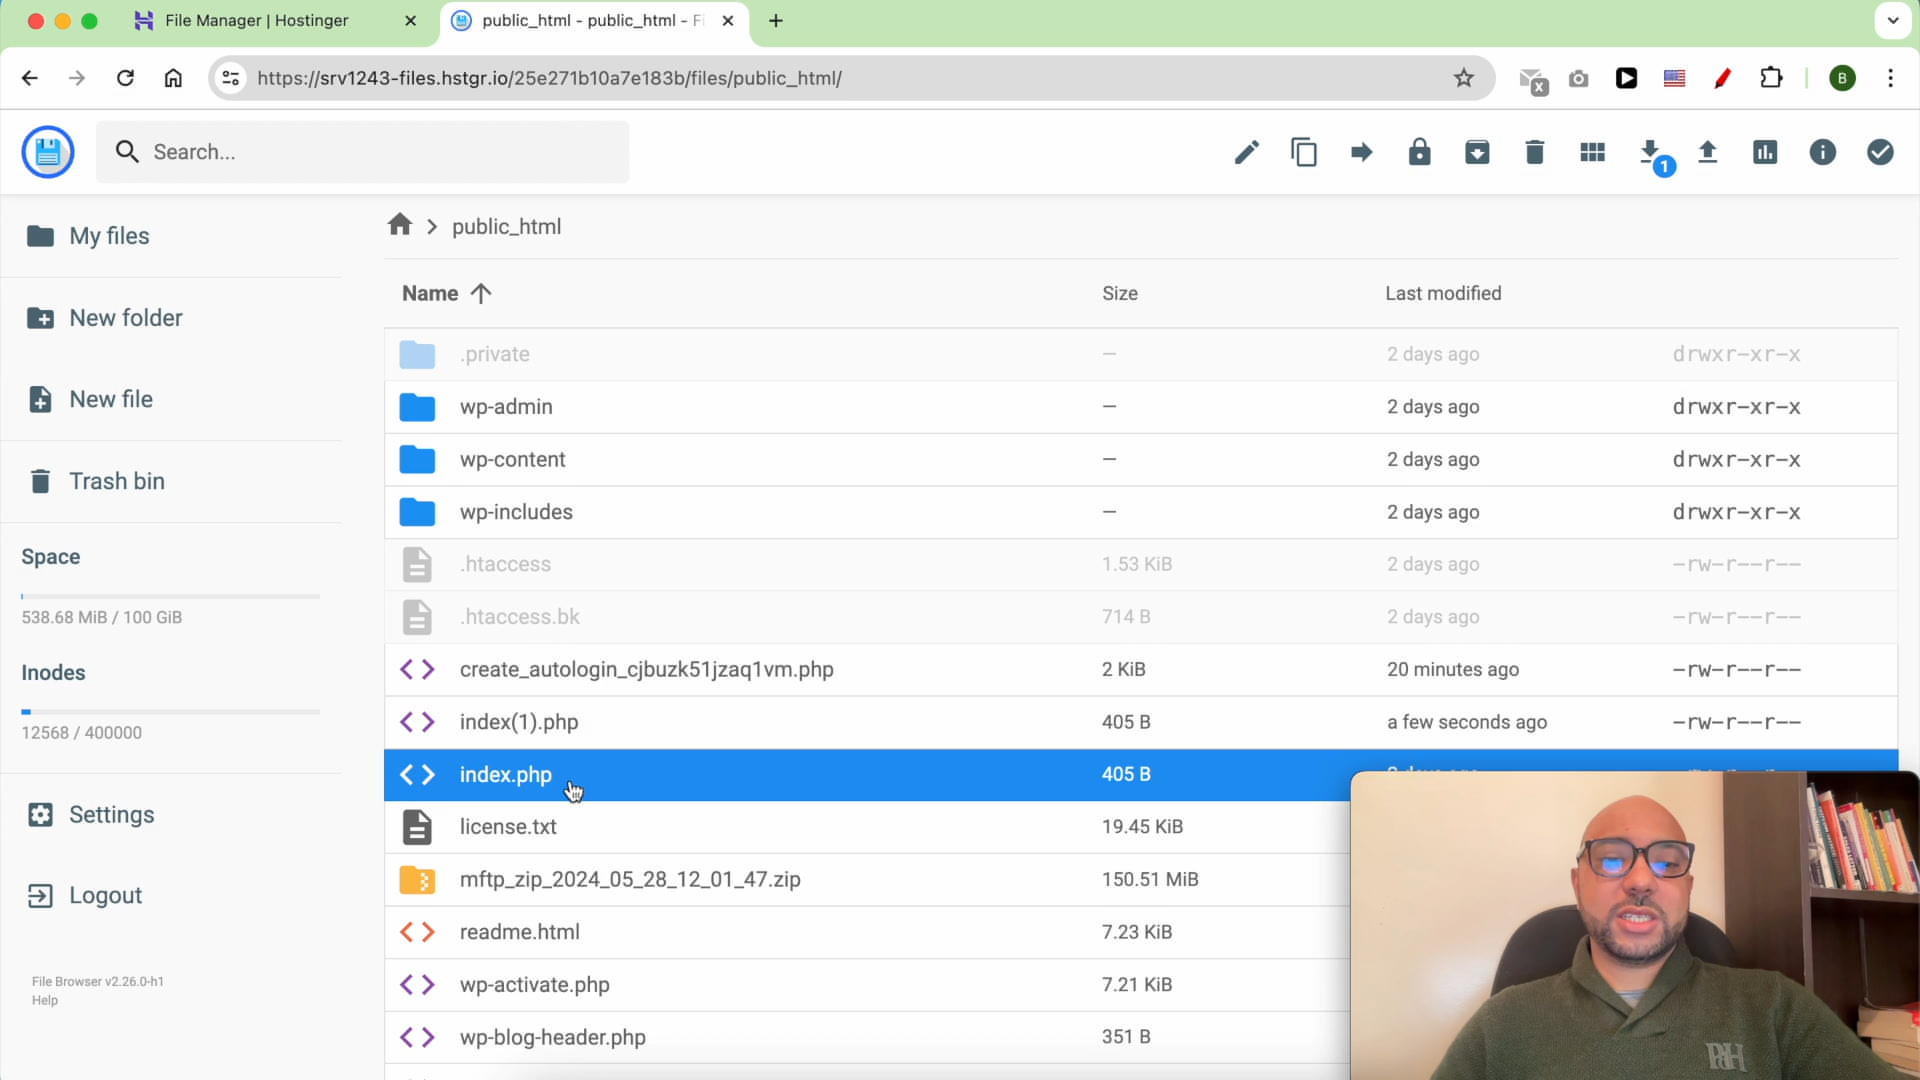 File Manager | Hostinger
public_html - public_html - Fi
https://srv1243-files.hstgr.io/25e271b10a7e183b/files/public_html/
x
B
Search...
1
My files
New folder
New file
Trash bin
Space
538.68 MiB / 100 GiB
Inodes
12568 / 400000
Settings
Logout
File Browser v2.26.0-h1
Help
public_html
Name Size Last modified
.private — 2 days ago drwxr-xr-x
wp-admin — 2 days ago drwxr-xr-x
wp-content — 2 days ago drwxr-xr-x
wp-includes — 2 days ago drwxr-xr-x
.htaccess 1.53 KiB 2 days ago -rw-r--r--
.htaccess.bk 714 B 2 days ago -rw-r--r--
create_autologin_cjbuzk51jzaq1vm.php 2 KiB 20 minutes ago -rw-r--r--
index(1).php 405 B a few seconds ago -rw-r--r--
index.php 405 B
license.txt 19.45 KiB
mftp_zip_2024_05_28_12_01_47.zip 150.51 MiB
readme.html 7.23 KiB
wp-activate.php 7.21 KiB
wp-blog-header.php 351 B